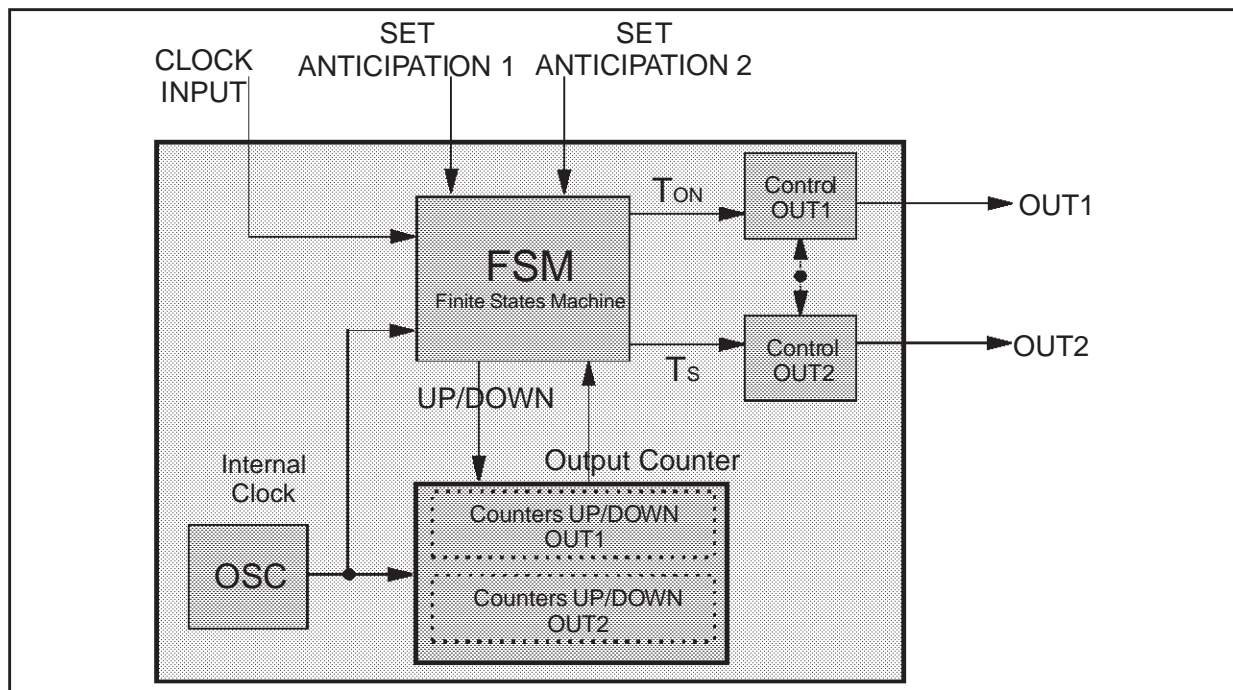 SET
ANTICIPATION 1
SET
ANTICIPATION 2
CLOCK
INPUT
TON
Control
OUT1
OUT1
FSM
Finite States Machine
TS
Control
OUT2
OUT2
UP/DOWN
Output Counter
Internal
Clock
OSC
Counters UP/DOWN
OUT1
Counters UP/DOWN
OUT2